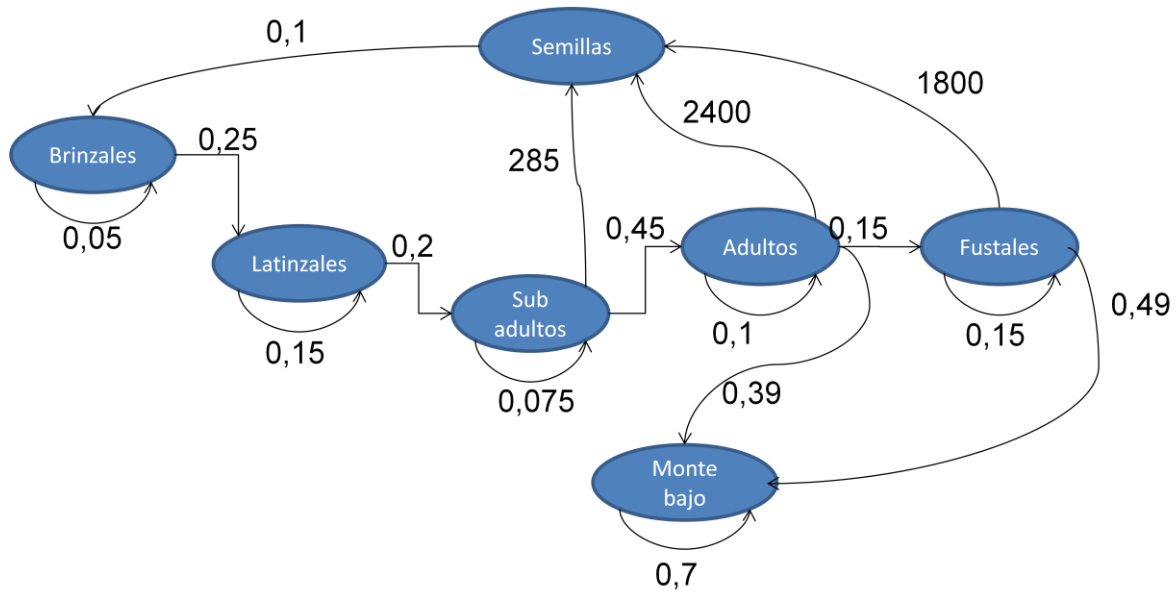 0,1
Semillas
1800
2400
Brinzales
0,25
285
0,05
Latinzales
0,2
0,45
Adultos
0,15
Fustales
Sub
adultos
0,15
0,1
0,15
0,49
0,075
0,39
Monte
bajo
0,7